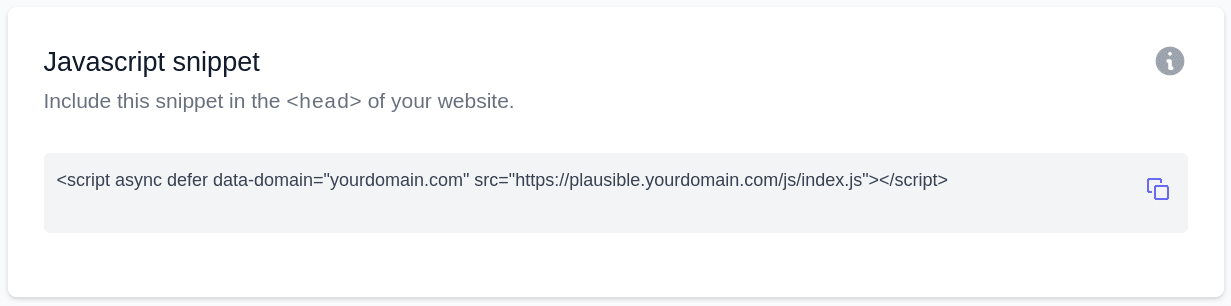 Javascript snippet
Include this snippet in the <head> of your website.
<script async defer data-domain="yourdomain.com" src="https://plausible.yourdomain.com/js/index.js"></script>